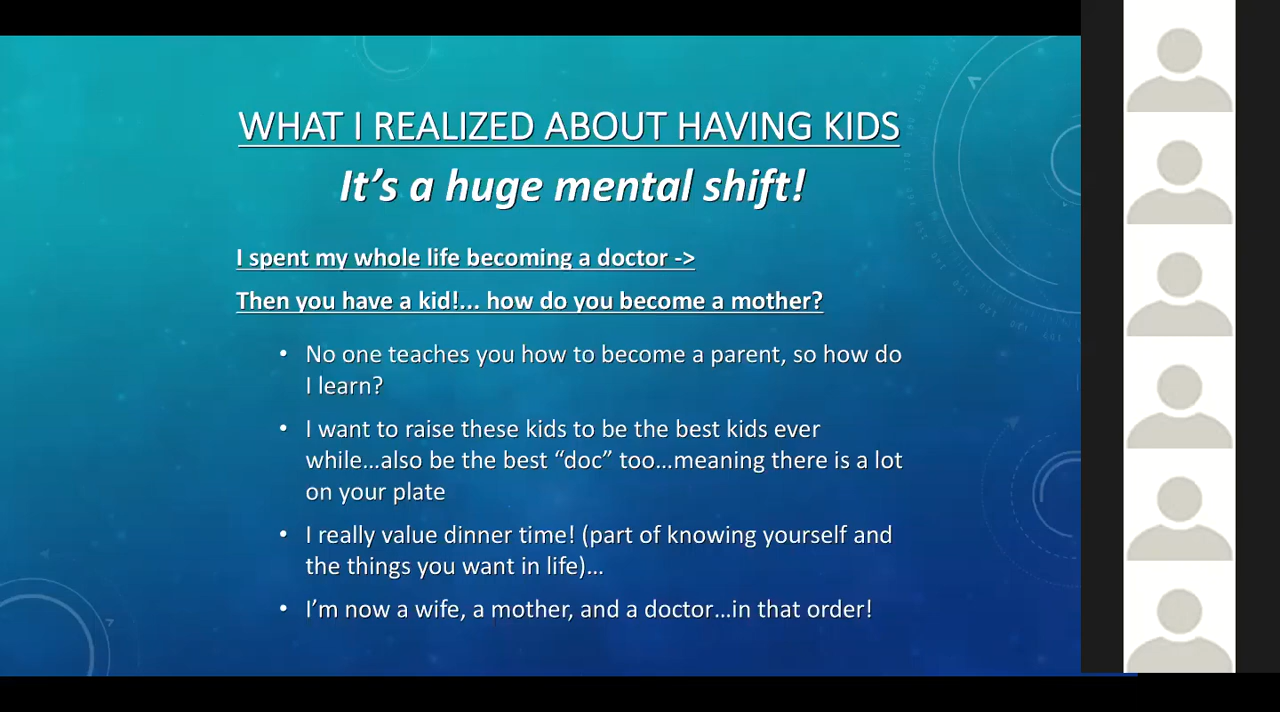 WHAT I REALIZED ABOUT HAVING KIDS
It's a huge mental shift!
I spent my whole life becoming a doctor ->
Then you have a kid!... how do you become a mother?
• No one teaches you how to become a parent, so how do
I learn?
• I want to raise these kids to be the best kids ever
while...also be the best “doc” too...meaning there is a lot
on your plate
• I really value dinner time! (part of knowing yourself and
the things you want in life)...
• I'm now a wife, a mother, and a doctor...in that order!